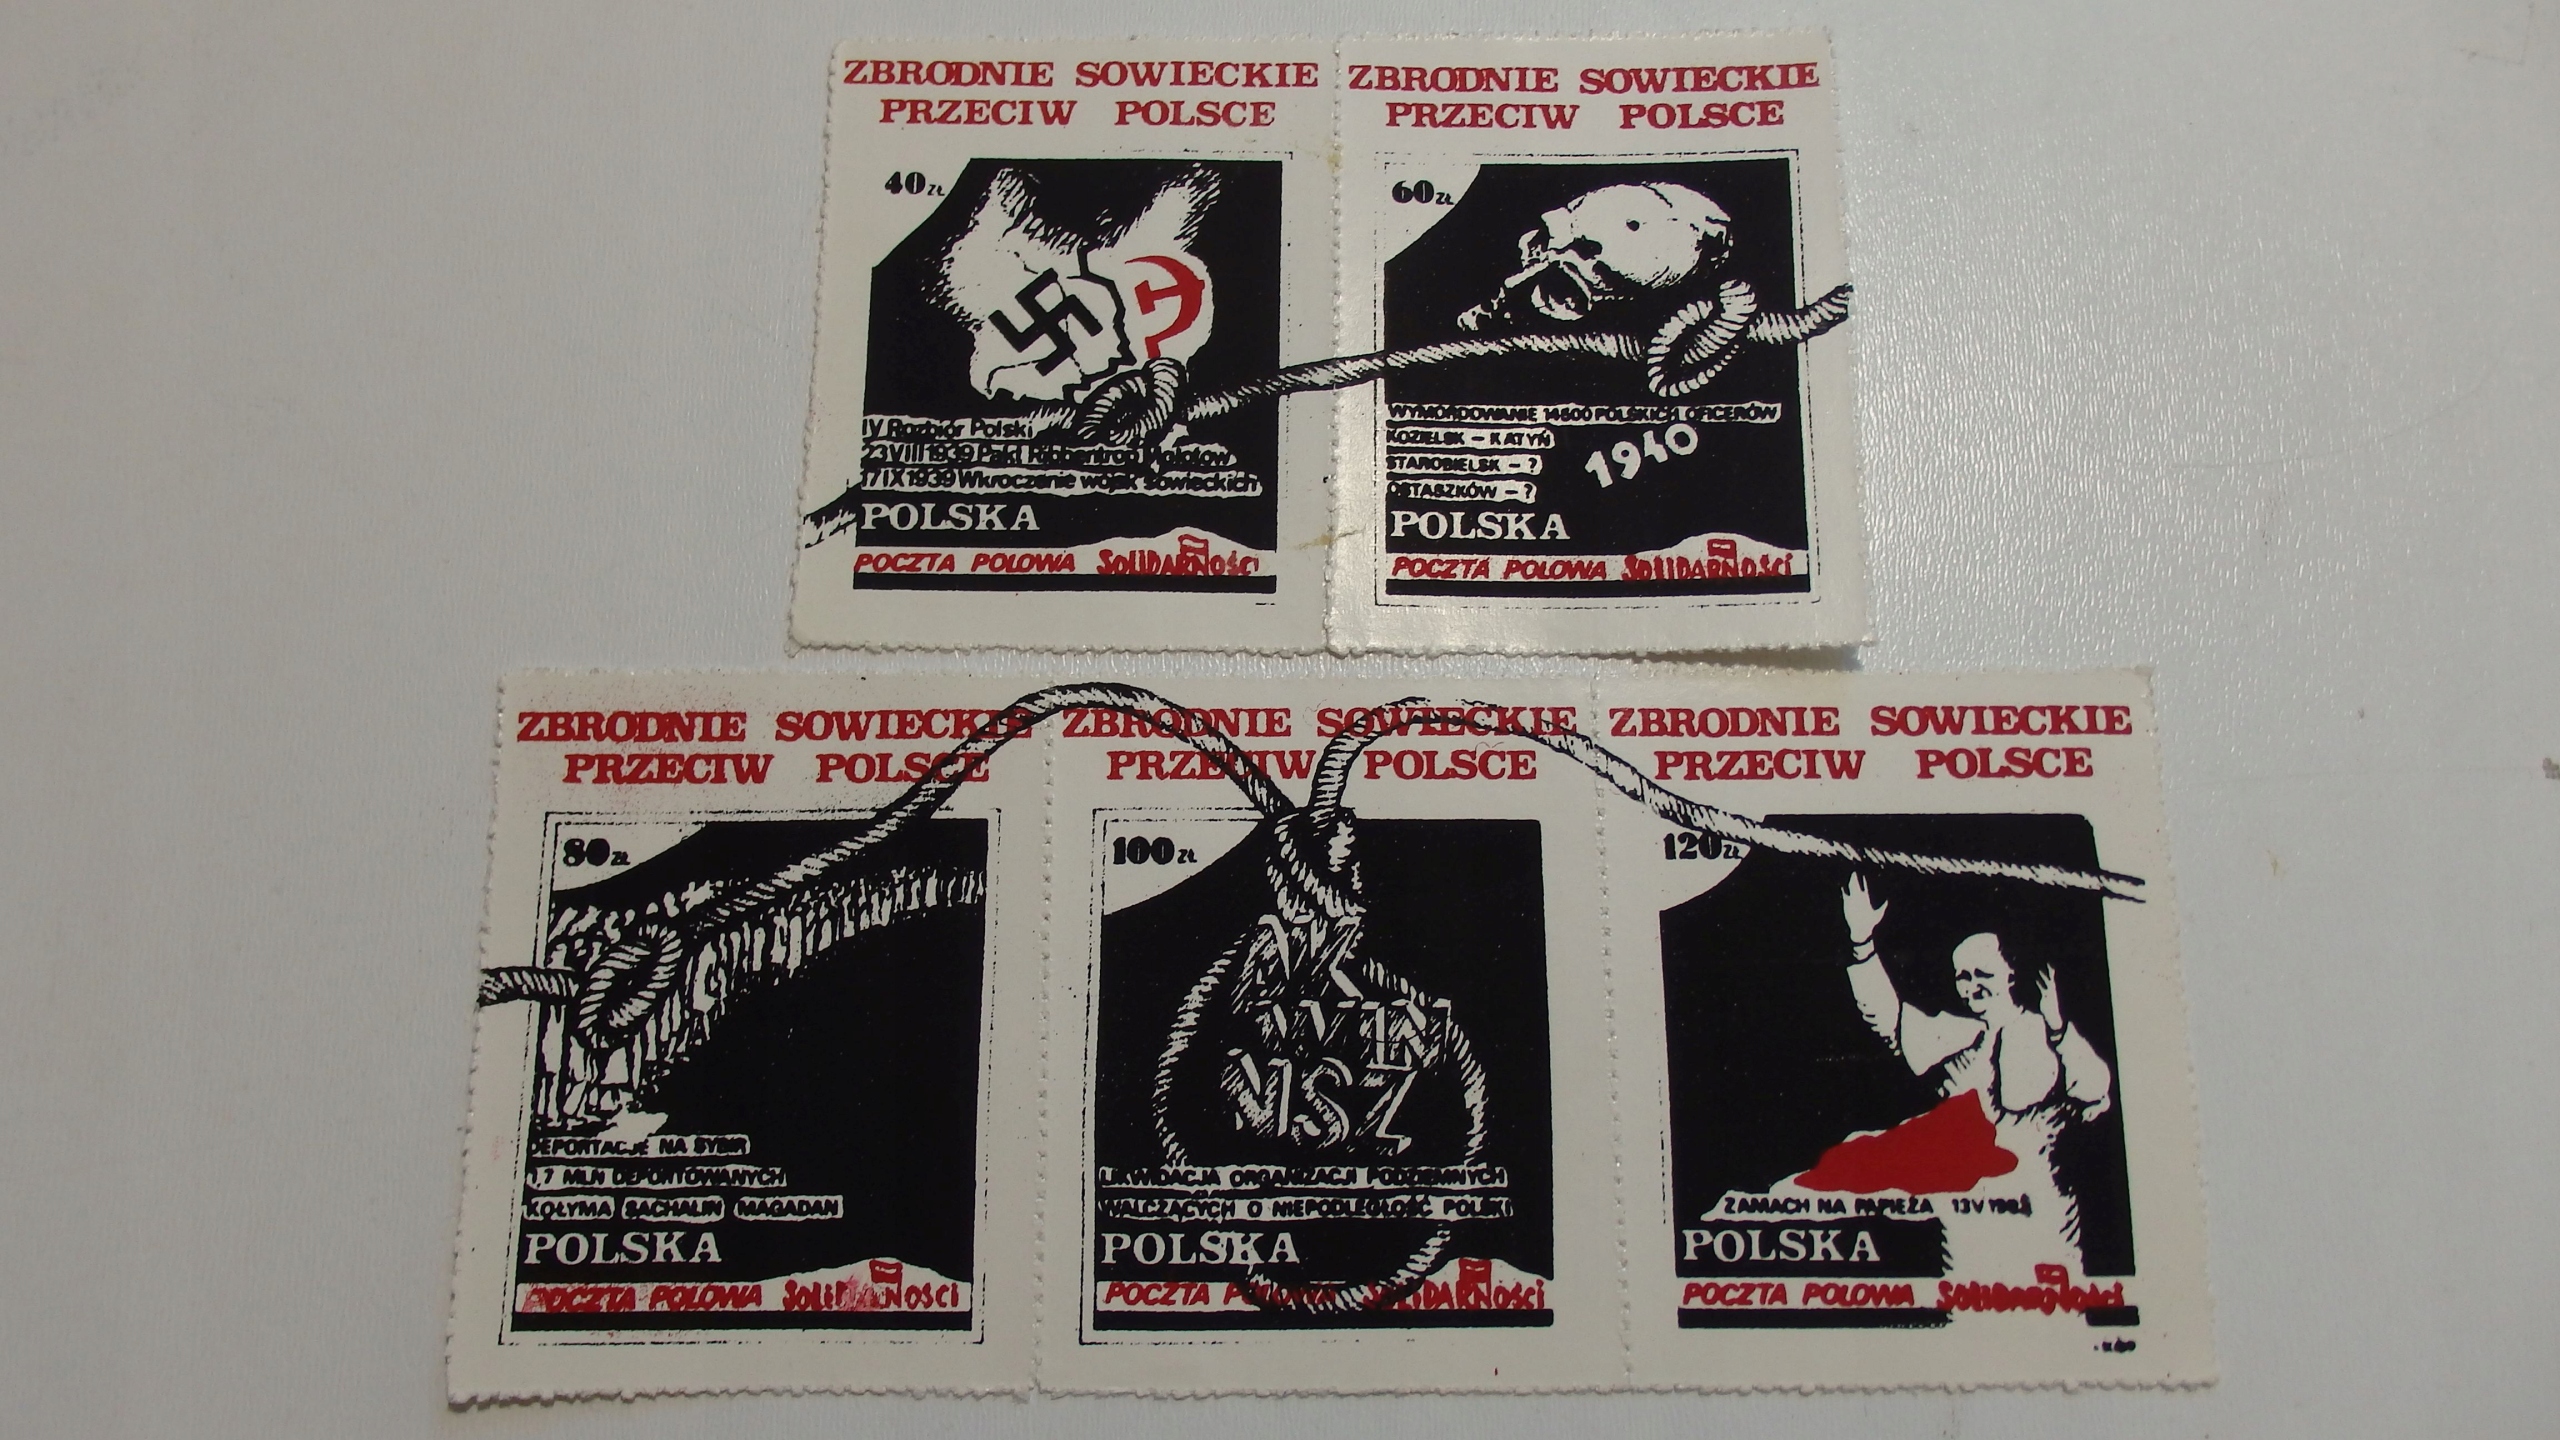 ZBRODNIE SOWIECKIE
PRZECIW POLSCE
40 ZŁ
IV Rozbiór Polski
23 VIII 1939 Pakt Ribbentrop Mołotow
17 IX 1939 Wkroczenie wojsk sowieckich
POLSKA
POCZTA POLOWA SOLIDARNOŚCI
ZBRODNIE SOWIECKIE
PRZECIW POLSCE
60 ZŁ
WYMORDOWANIE 14500 POLSKICH OFICERÓW
KOZIELSK – KATYŃ
STAROBIELSK – ?
OSTASZKÓW – ?
1940
POLSKA
POCZTA POLOWA SOLIDARNOŚCI
ZBRODNIE SOWIECKIE
PRZECIW POLSCE
80 ZŁ
DEPORTACJE NA SYBIR
1,7 MLN DEPORTOWANYCH
KOŁYMA SACHALIN MAGADAN
POLSKA
POCZTA POLOWA SOLIDARNOŚCI
ZBRODNIE SOWIECKIE
PRZECIW POLSCE
100 ZŁ
AK
WIN
NSZ
LIKWIDACJA ORGANIZACJI PODZIEMNYCH
WALCZĄCYCH O NIEPODLEGŁOŚĆ POLSKI
POLSKA
POCZTA POLOWA SOLIDARNOŚCI
ZBRODNIE SOWIECKIE
PRZECIW POLSCE
120 ZŁ
ZAMACH NA PAPIEŻA 13 V
POLSKA
POCZTA POLOWA SOLIDARNOŚCI